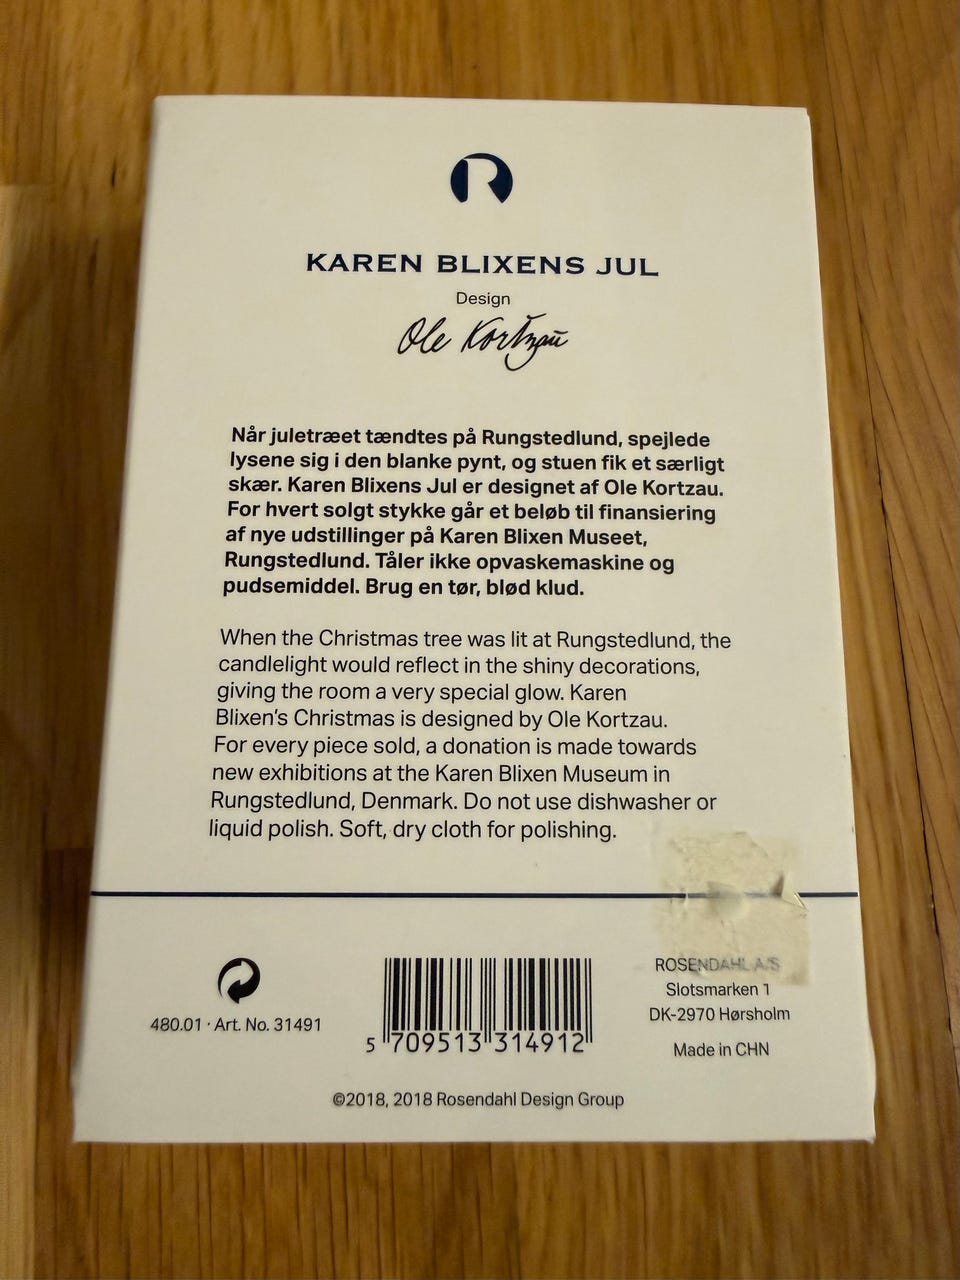 R
KAREN BLIXENS JUL
Design
Ole Kortzau
Når juletræet tændtes på Rungstedlund, spejlede
lysene sig i den blanke pynt, og stuen fik et særligt
skær. Karen Blixens Jul er designet af Ole Kortzau.
For hvert solgt stykke går et beløb til finansiering
af nye udstillinger på Karen Blixen Museet,
Rungstedlund. Tåler ikke opvaskemaskine og
pudsemiddel. Brug en tør, blød klud.
When the Christmas tree was lit at Rungstedlund, the
candlelight would reflect in the shiny decorations,
giving the room a very special glow. Karen
Blixen's Christmas is designed by Ole Kortzau.
For every piece sold, a donation is made towards
new exhibitions at the Karen Blixen Museum in
Rungstedlund, Denmark. Do not use dishwasher or
liquid polish. Soft, dry cloth for polishing.
480.01 · Art. No. 31491
5 709513 314912
ROSENDAHL A/S
Slotsmarken 1
DK-2970 Hørsholm
Made in CHN
©2018, 2018 Rosendahl Design Group